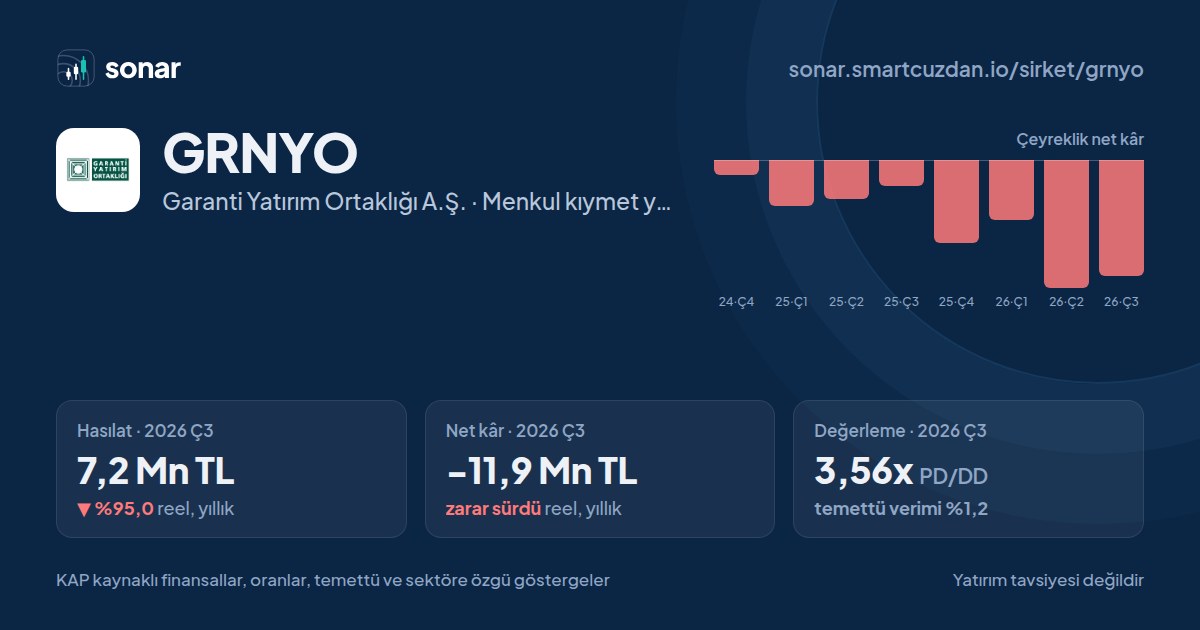 sonar
sonar.smartcuzdan.io/sirket/grnyo
GARANTİ
YATIRIM
ORTAKLIĞI
GRNYO
Garanti Yatırım Ortaklığı A.Ş. · Menkul kıymet y…
Çeyreklik net kâr
24·Ç4 25·Ç1 25·Ç2 25·Ç3 25·Ç4 26·Ç1 26·Ç2 26·Ç3
Hasılat · 2026 Ç3
7,2 Mn TL
▼ %95,0 reel, yıllık
Net kâr · 2026 Ç3
−11,9 Mn TL
zarar sürdü reel, yıllık
Değerleme · 2026 Ç3
3,56x PD/DD
temettü verimi %1,2
KAP kaynaklı finansallar, oranlar, temettü ve sektöre özgü göstergeler
Yatırım tavsiyesi değildir